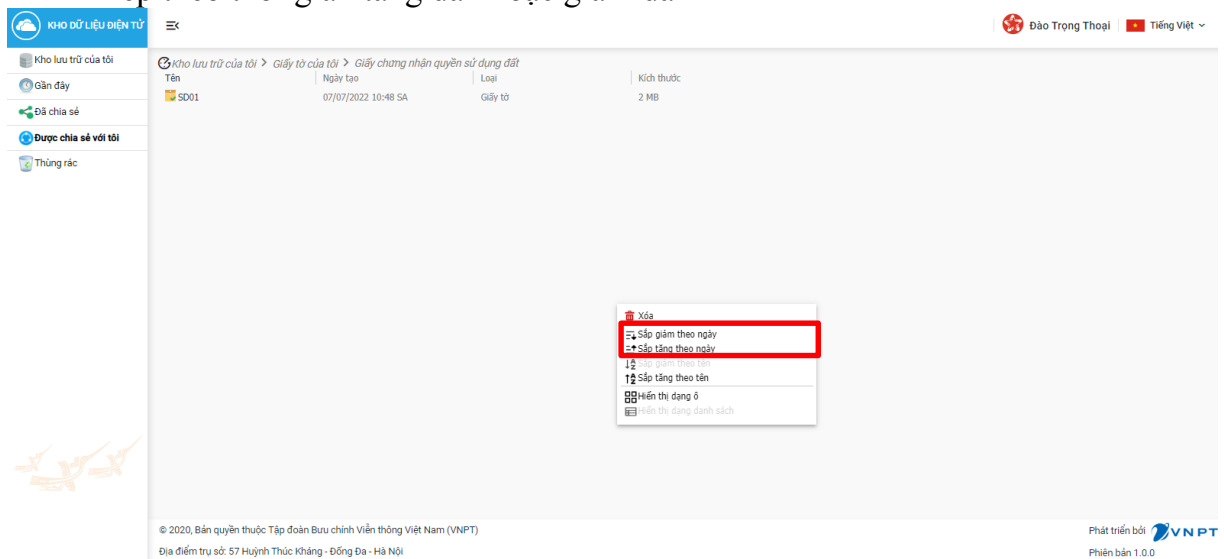 KHO DỮ LIỆU ĐIỆN TỬ
Đào Trọng Thoại
Tiếng Việt
Kho lưu trữ của tôi
Gần đây
Đã chia sẻ
Được chia sẻ với tôi
Thùng rác
Kho lưu trữ của tôi > Giấy tờ của tôi > Giấy chứng nhận quyền sử dụng đất
Tên Ngày tạo Loại Kích thước
SD01 07/07/2022 10:48 SA Giấy tờ 2 MB
Xóa
Sắp giảm theo ngày
Sắp tăng theo ngày
Sắp giảm theo tên
Sắp tăng theo tên
Hiển thị dạng ô
Hiển thị dạng danh sách
© 2020, Bản quyền thuộc Tập đoàn Bưu chính Viễn thông Việt Nam (VNPT)
Phát triển bởi VNPT
Địa điểm trụ sở: 57 Huỳnh Thúc Kháng - Đống Đa - Hà Nội
Phiên bản 1.0.0